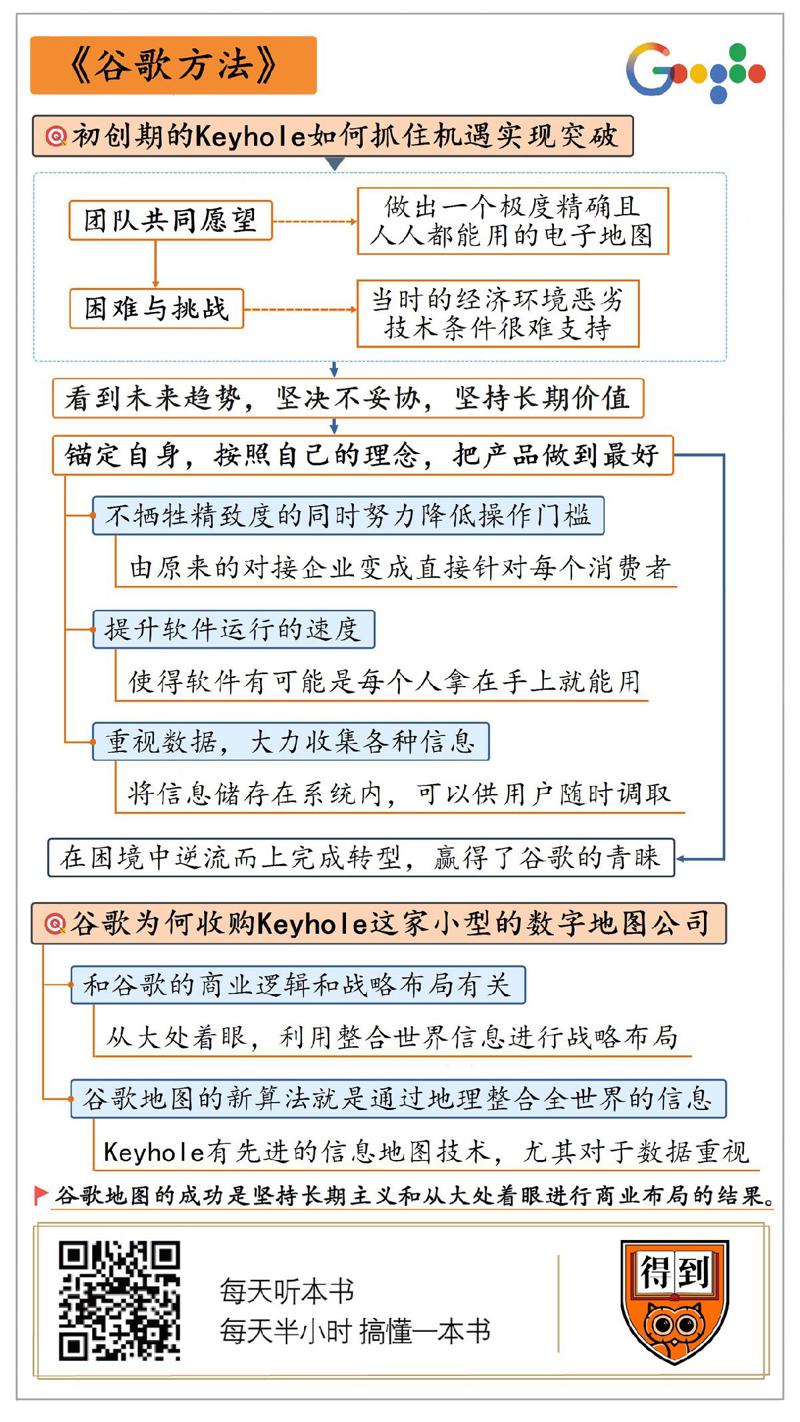 《谷歌方法》
Google
初创期的Keyhole如何抓住机遇实现突破
团队共同愿望
做出一个极度精确且
人人都能用的电子地图
困难与挑战
当时的经济环境恶劣
技术条件很难支持
看到未来趋势，坚决不妥协，坚持长期价值
锚定自身，按照自己的理念，把产品做到最好
不牺牲精致度的同时努力降低操作门槛
由原来的对接企业变成直接针对每个消费者
提升软件运行的速度
使得软件有可能是每个人拿在手上就能用
重视数据，大力收集各种信息
将信息储存在系统内，可以供用户随时调取
在困境中逆流而上完成转型，赢得了谷歌的青睐
谷歌为何收购Keyhole这家小型的数字地图公司
和谷歌的商业逻辑和战略布局有关
从大处着眼，利用整合世界信息进行战略布局
谷歌地图的新算法就是通过地理整合全世界的信息
Keyhole有先进的信息地图技术，尤其对于数据重视
谷歌地图的成功是坚持长期主义和从大处着眼进行商业布局的结果。
每天听本书
每天半小时 搞懂一本书
得到